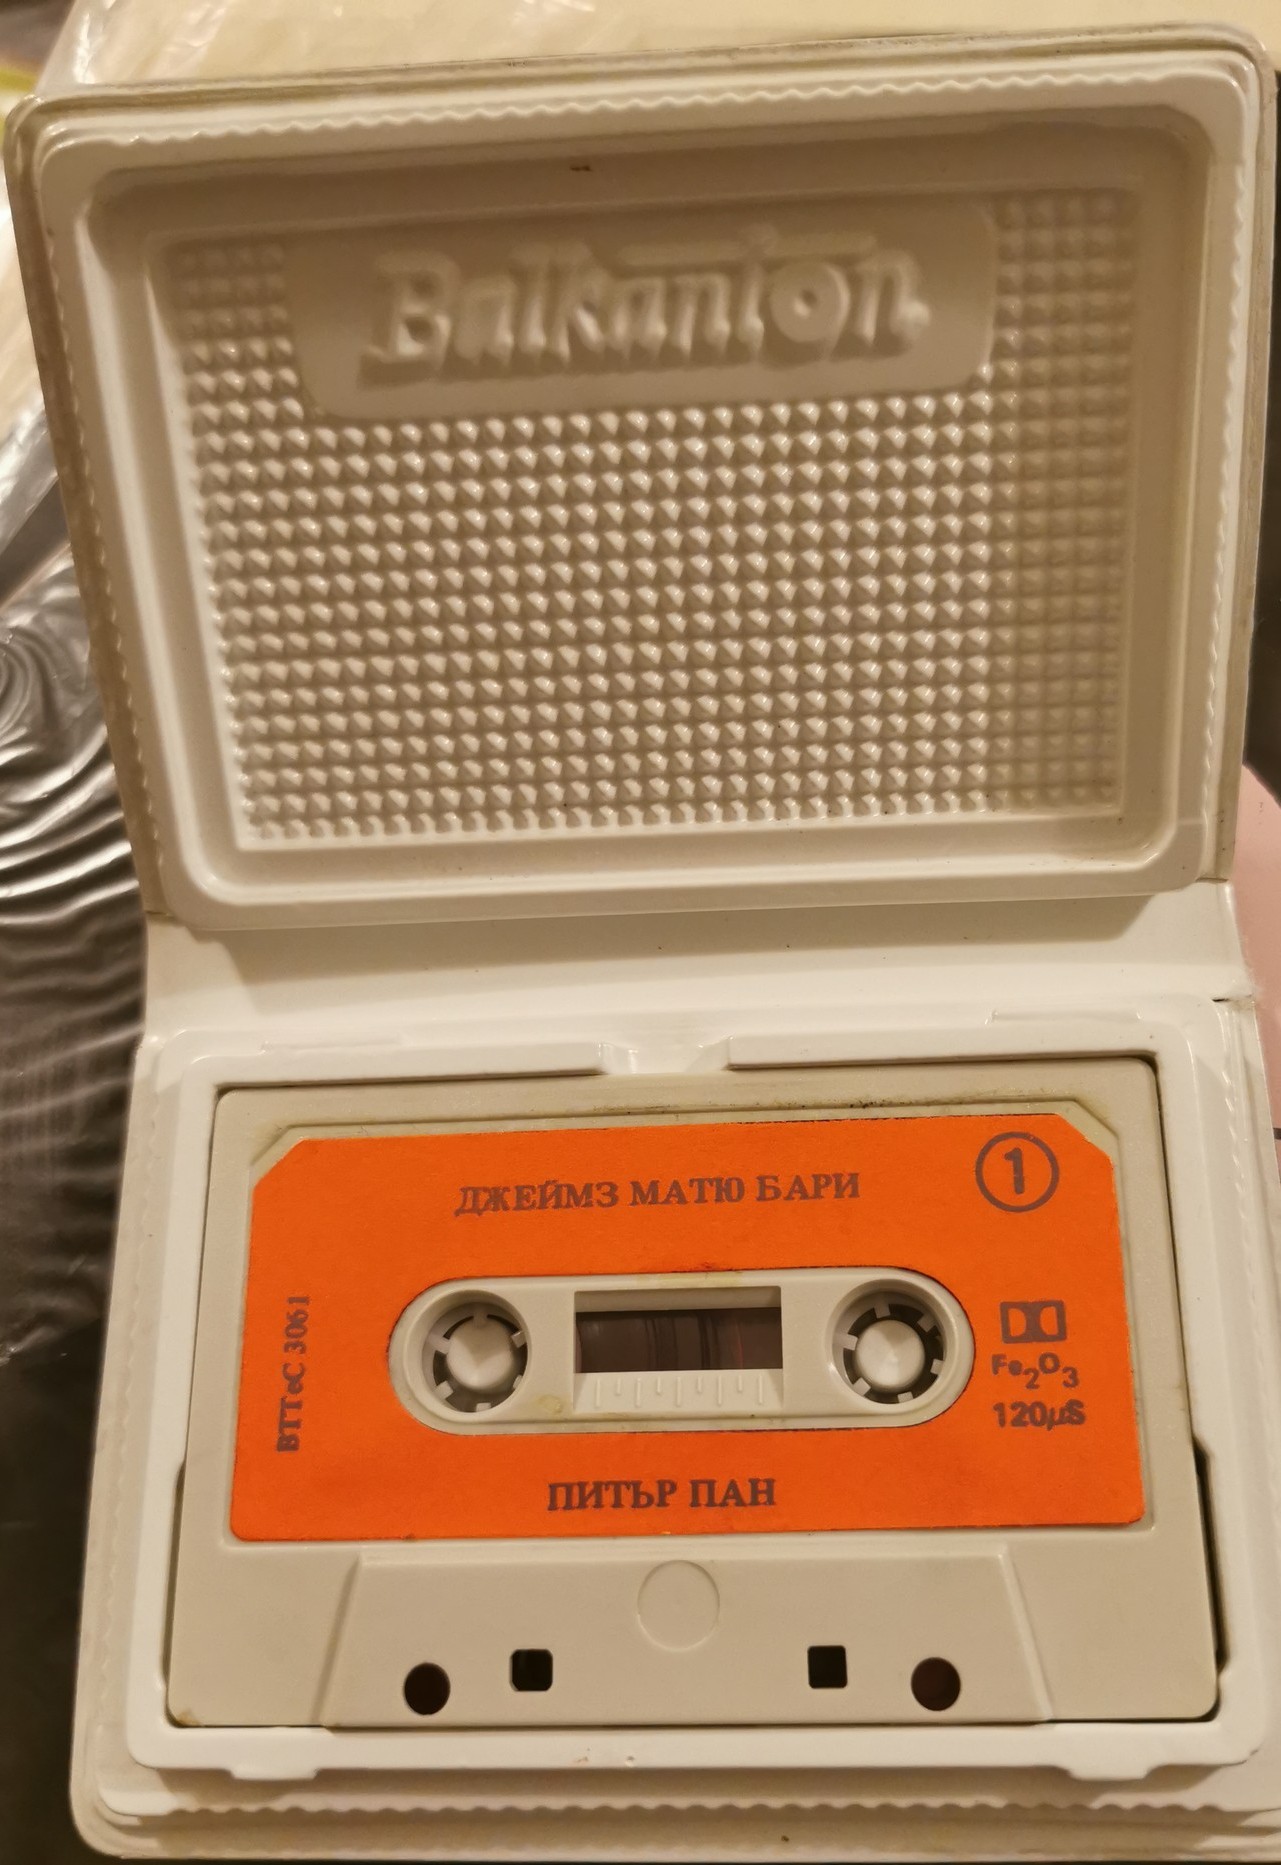 Balkanton
ДЖЕЙМЗ МАТЮ БАРИ
1
ВТТеС 3061
Fe2O3
120µS
ПИТЪР ПАН